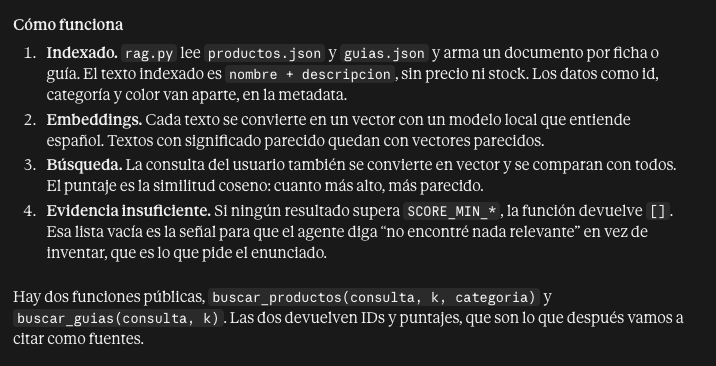 Cómo funciona
1. Indexado. rag.py lee productos.json y guias.json y arma un documento por ficha o
guía. El texto indexado es nombre + descripcion, sin precio ni stock. Los datos como id,
categoría y color van aparte, en la metadata.
2. Embeddings. Cada texto se convierte en un vector con un modelo local que entiende
español. Textos con significado parecido quedan con vectores parecidos.
3. Búsqueda. La consulta del usuario también se convierte en vector y se comparan con todos.
El puntaje es la similitud coseno: cuanto más alto, más parecido.
4. Evidencia insuficiente. Si ningún resultado supera SCORE_MIN_*, la función devuelve [].
Esa lista vacía es la señal para que el agente diga “no encontré nada relevante” en vez de
inventar, que es lo que pide el enunciado.
Hay dos funciones públicas, buscar_productos(consulta, k, categoria) y
buscar_guias(consulta, k). Las dos devuelven IDs y puntajes, que son lo que después vamos a
citar como fuentes.